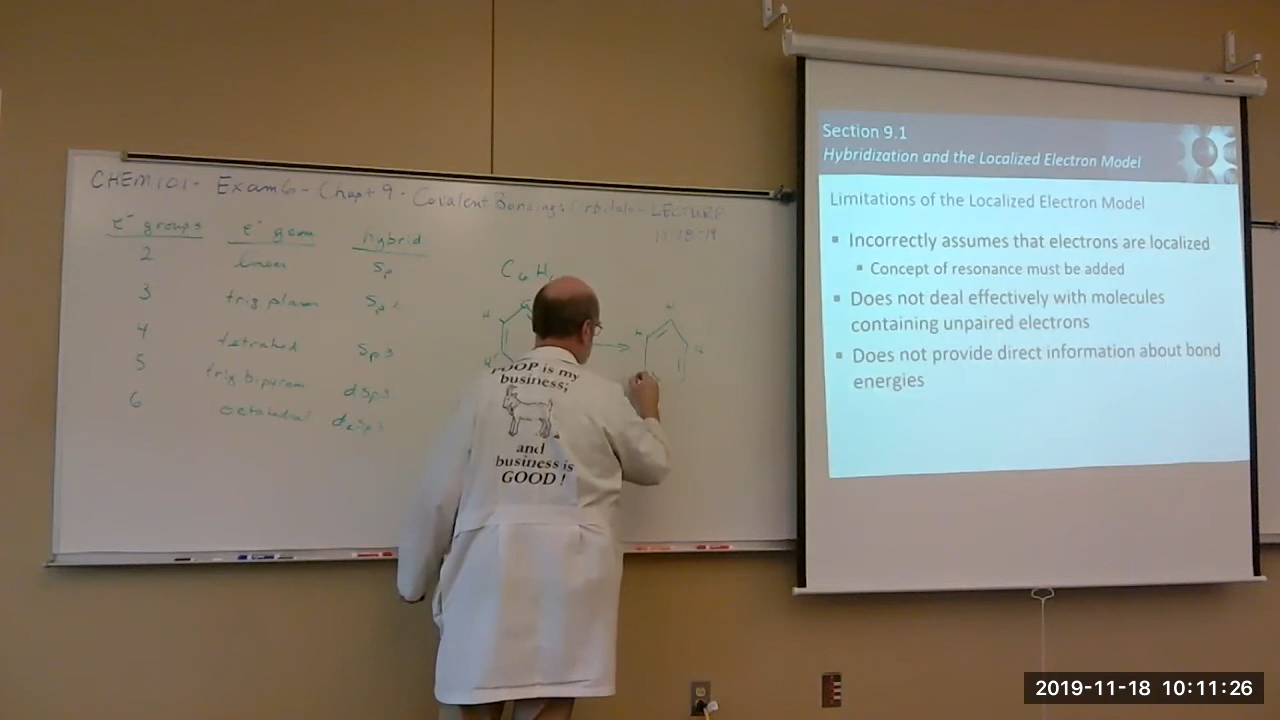 CHEM 101 - Exam 6 - Chapt 9 - Covalent Bonding: Orbitals - LECTURE
11-18-19
e⁻ groups e⁻ geom hybrid
2 linear sp
3 trig planar sp2
4 tetrahed sp3
5 trig bipyram dsp3
6 octahedral d2sp3
C6H
H
H
H
H
POOP is my
business;
and
business is
GOOD!
Section 9.1
Hybridization and the Localized Electron Model
Limitations of the Localized Electron Model
▪ Incorrectly assumes that electrons are localized
▪ Concept of resonance must be added
▪ Does not deal effectively with molecules
containing unpaired electrons
▪ Does not provide direct information about bond
energies
2019-11-18 10:11:26